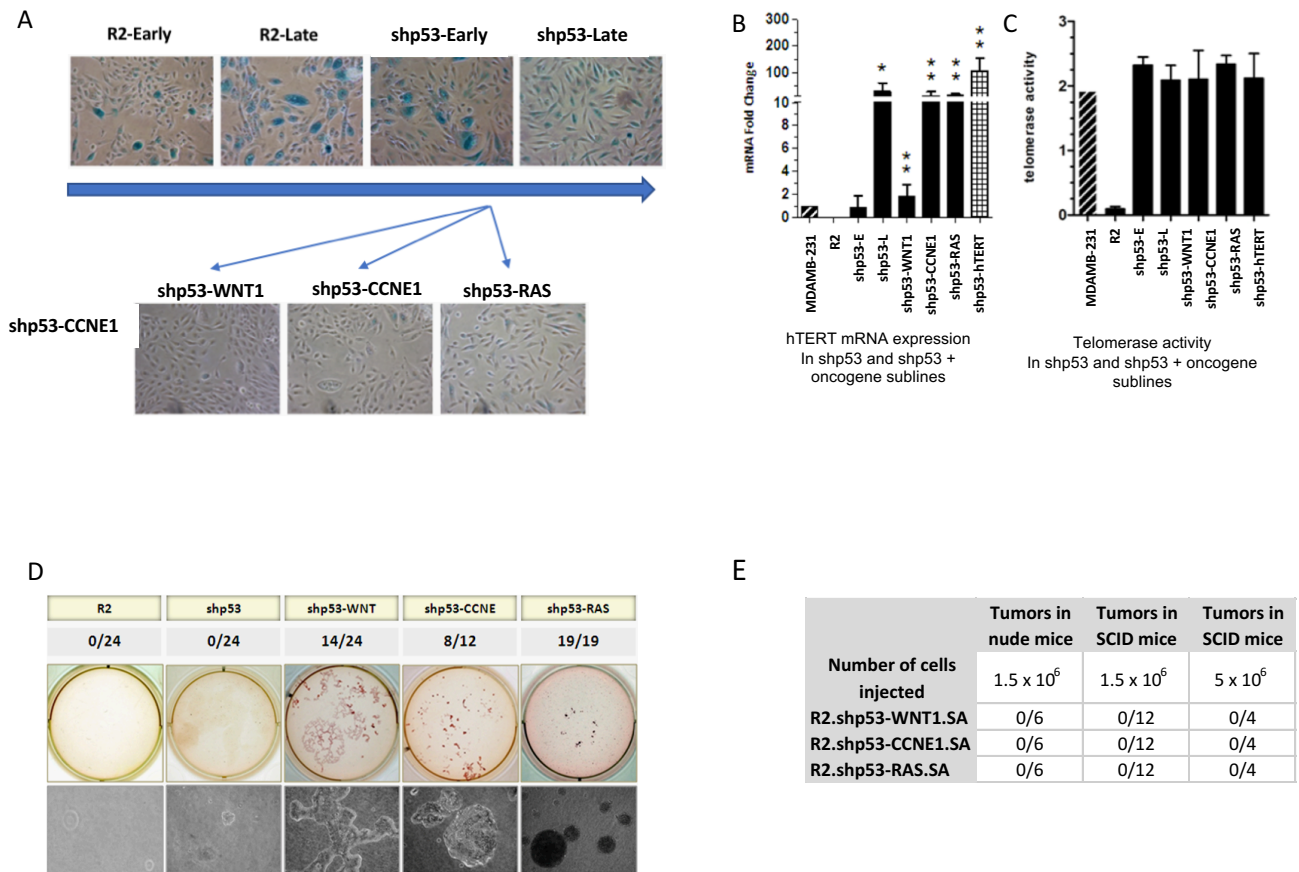 A
R2-Early R2-Late shp53-Early shp53-Late
shp53-WNT1 shp53-CCNE1 shp53-RAS
shp53-CCNE1
B
mRNA Fold Change
300
200
100
10
8
6
4
2
0
* ** ** ** **
MDAMB-231
R2
shp53-E
shp53-L
shp53-WNT1
shp53-CCNE1
shp53-RAS
shp53-hTERT
hTERT mRNA expression
In shp53 and shp53 +
oncogene sublines
C
telomerase activity
3
2
1
0
MDAMB-231
R2
shp53-E
shp53-L
shp53-WNT1
shp53-CCNE1
shp53-RAS
shp53-hTERT
Telomerase activity
In shp53 and shp53 + oncogene
sublines
D
R2 shp53 shp53-WNT shp53-CCNE shp53-RAS
0/24 0/24 14/24 8/12 19/19
E
Tumors in nude mice Tumors in SCID mice Tumors in SCID mice
Number of cells injected 1.5 x 10⁶ 1.5 x 10⁶ 5 x 10⁶
R2.shp53-WNT1.SA 0/6 0/12 0/4
R2.shp53-CCNE1.SA 0/6 0/12 0/4
R2.shp53-RAS.SA 0/6 0/12 0/4